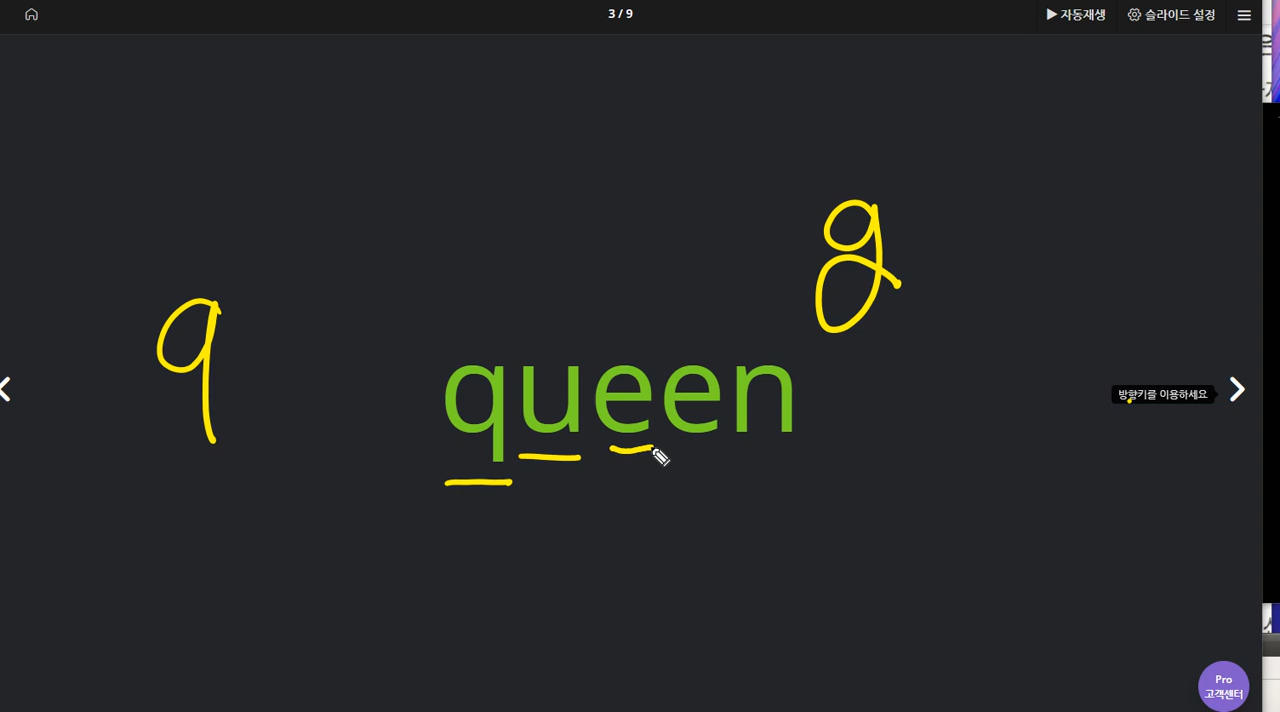 3 / 9
▶ 자동재생
슬라이드 설정
g
q
queen
방향키를 이용하세요
Pro
고객센터